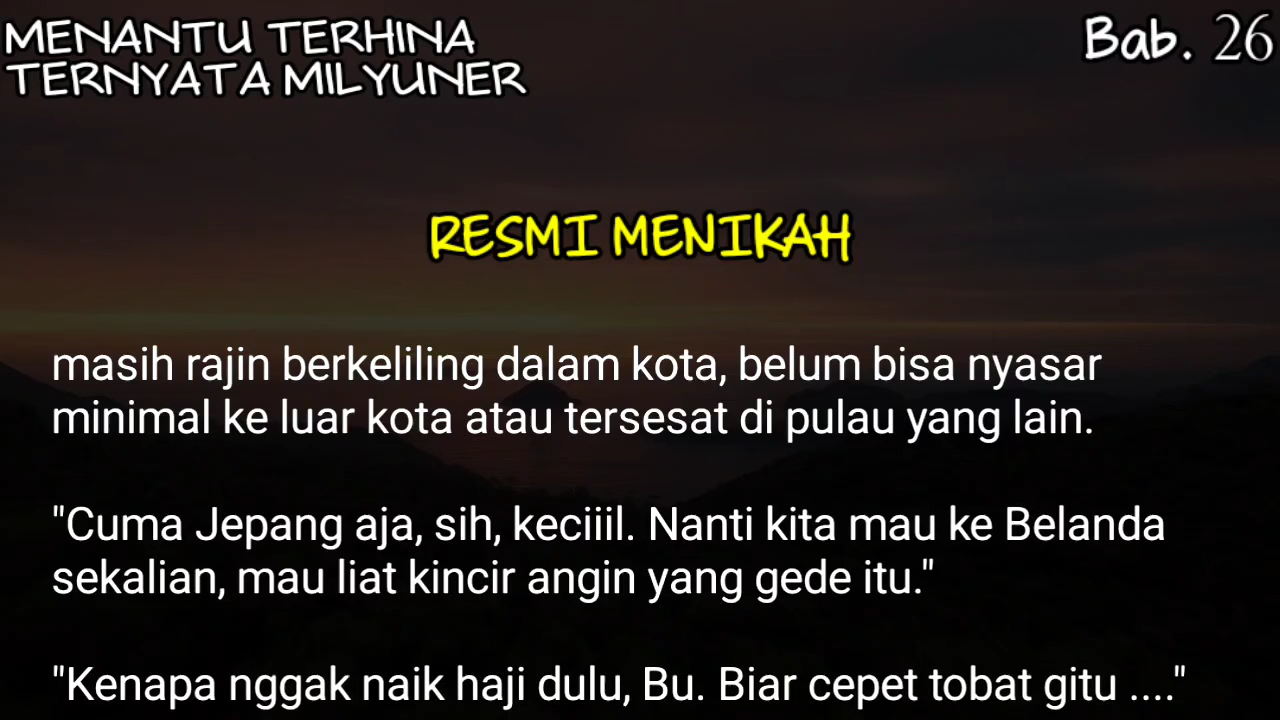 MENANTU TERHINA
TERNYATA MILYUNER
Bab. 26
RESMI MENIKAH
masih rajin berkeliling dalam kota, belum bisa nyasar
minimal ke luar kota atau tersesat di pulau yang lain.
"Cuma Jepang aja, sih, keciiil. Nanti kita mau ke Belanda
sekalian, mau liat kincir angin yang gede itu."
"Kenapa nggak naik haji dulu, Bu. Biar cepet tobat gitu ...."